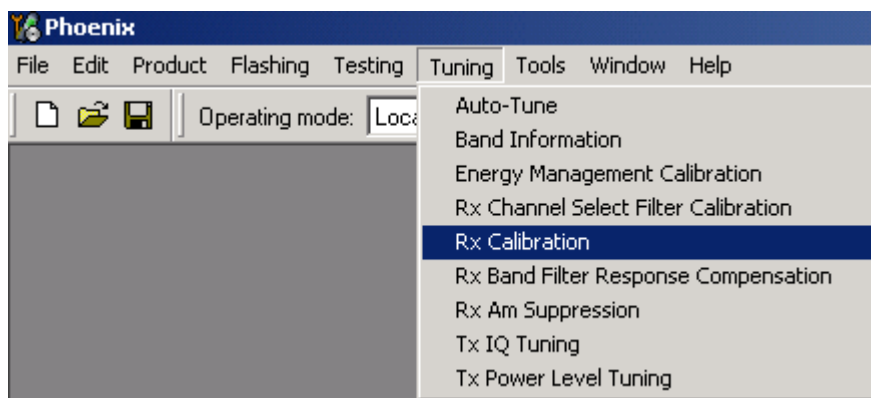 Phoenix
File Edit Product Flashing Testing Tuning Tools Window Help
Operating mode: Loca
Auto-Tune
Band Information
Energy Management Calibration
Rx Channel Select Filter Calibration
Rx Calibration
Rx Band Filter Response Compensation
Rx Am Suppression
Tx IQ Tuning
Tx Power Level Tuning